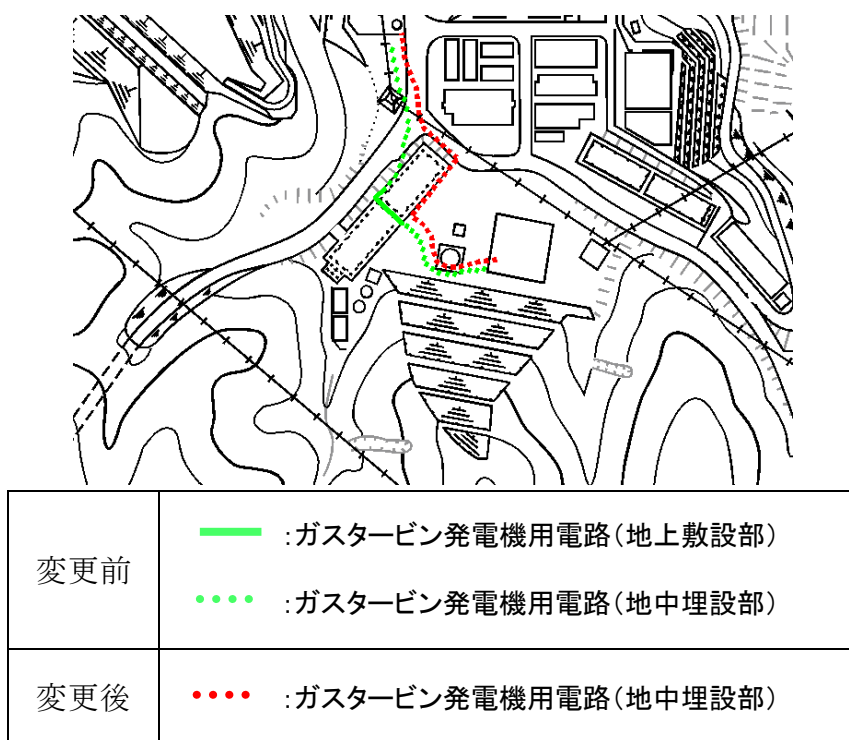 変更前
:ガスタービン発電機用電路(地上敷設部)
:ガスタービン発電機用電路(地中埋設部)
変更後
:ガスタービン発電機用電路(地中埋設部)